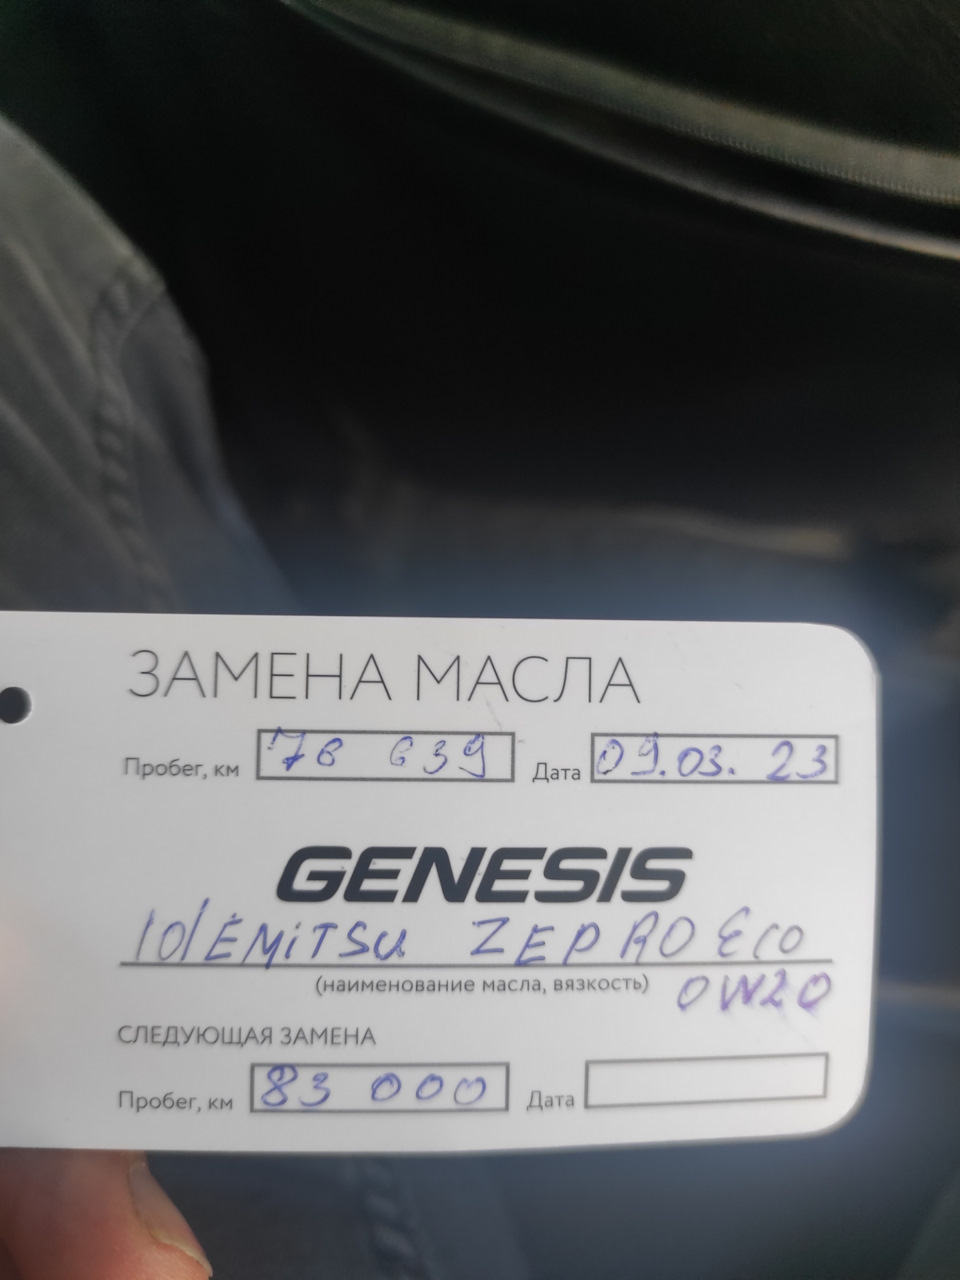 ЗАМЕНА МАСЛА
Пробег, км 76 639 Дата 09.03.23
GENESIS
IDEMITSU ZEPRO Eco
(наименование масла, вязкость) 0W20
СЛЕДУЮЩАЯ ЗАМЕНА
Пробег, км 83 000 Дата